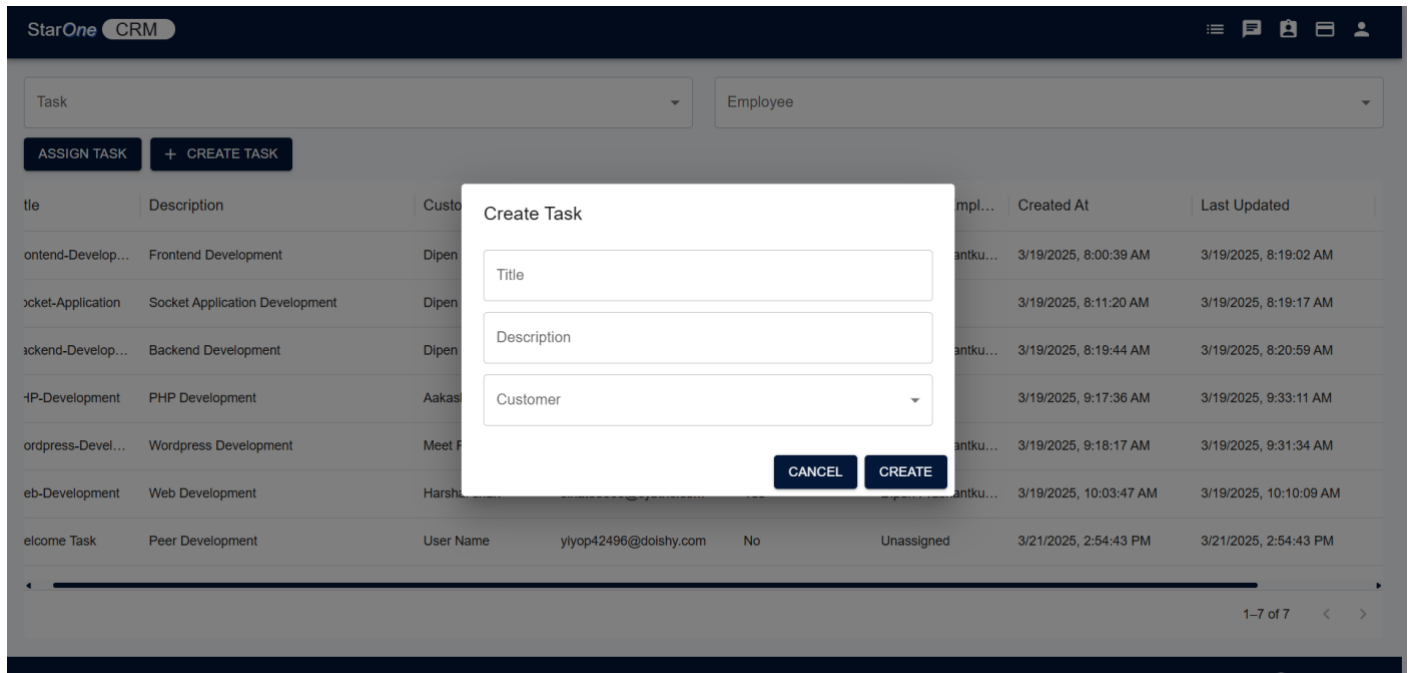 StarOne CRM
Task
Employee
ASSIGN TASK
+ CREATE TASK
tle Description Custo mpl... Created At Last Updated
ontend-Develop... Frontend Development Dipen antku... 3/19/2025, 8:00:39 AM 3/19/2025, 8:19:02 AM
ocket-Application Socket Application Development Dipen 3/19/2025, 8:11:20 AM 3/19/2025, 8:19:17 AM
ackend-Develop... Backend Development Dipen antku... 3/19/2025, 8:19:44 AM 3/19/2025, 8:20:59 AM
HP-Development PHP Development Aakas 3/19/2025, 9:17:36 AM 3/19/2025, 9:33:11 AM
ordpress-Devel... Wordpress Development Meet antku... 3/19/2025, 9:18:17 AM 3/19/2025, 9:31:34 AM
eb-Development Web Development antku... 3/19/2025, 10:03:47 AM 3/19/2025, 10:10:09 AM
elcome Task Peer Development User Name yiyop42496@doishy.com No Unassigned 3/21/2025, 2:54:43 PM 3/21/2025, 2:54:43 PM
1–7 of 7
Create Task
Title
Description
Customer
CANCEL
CREATE